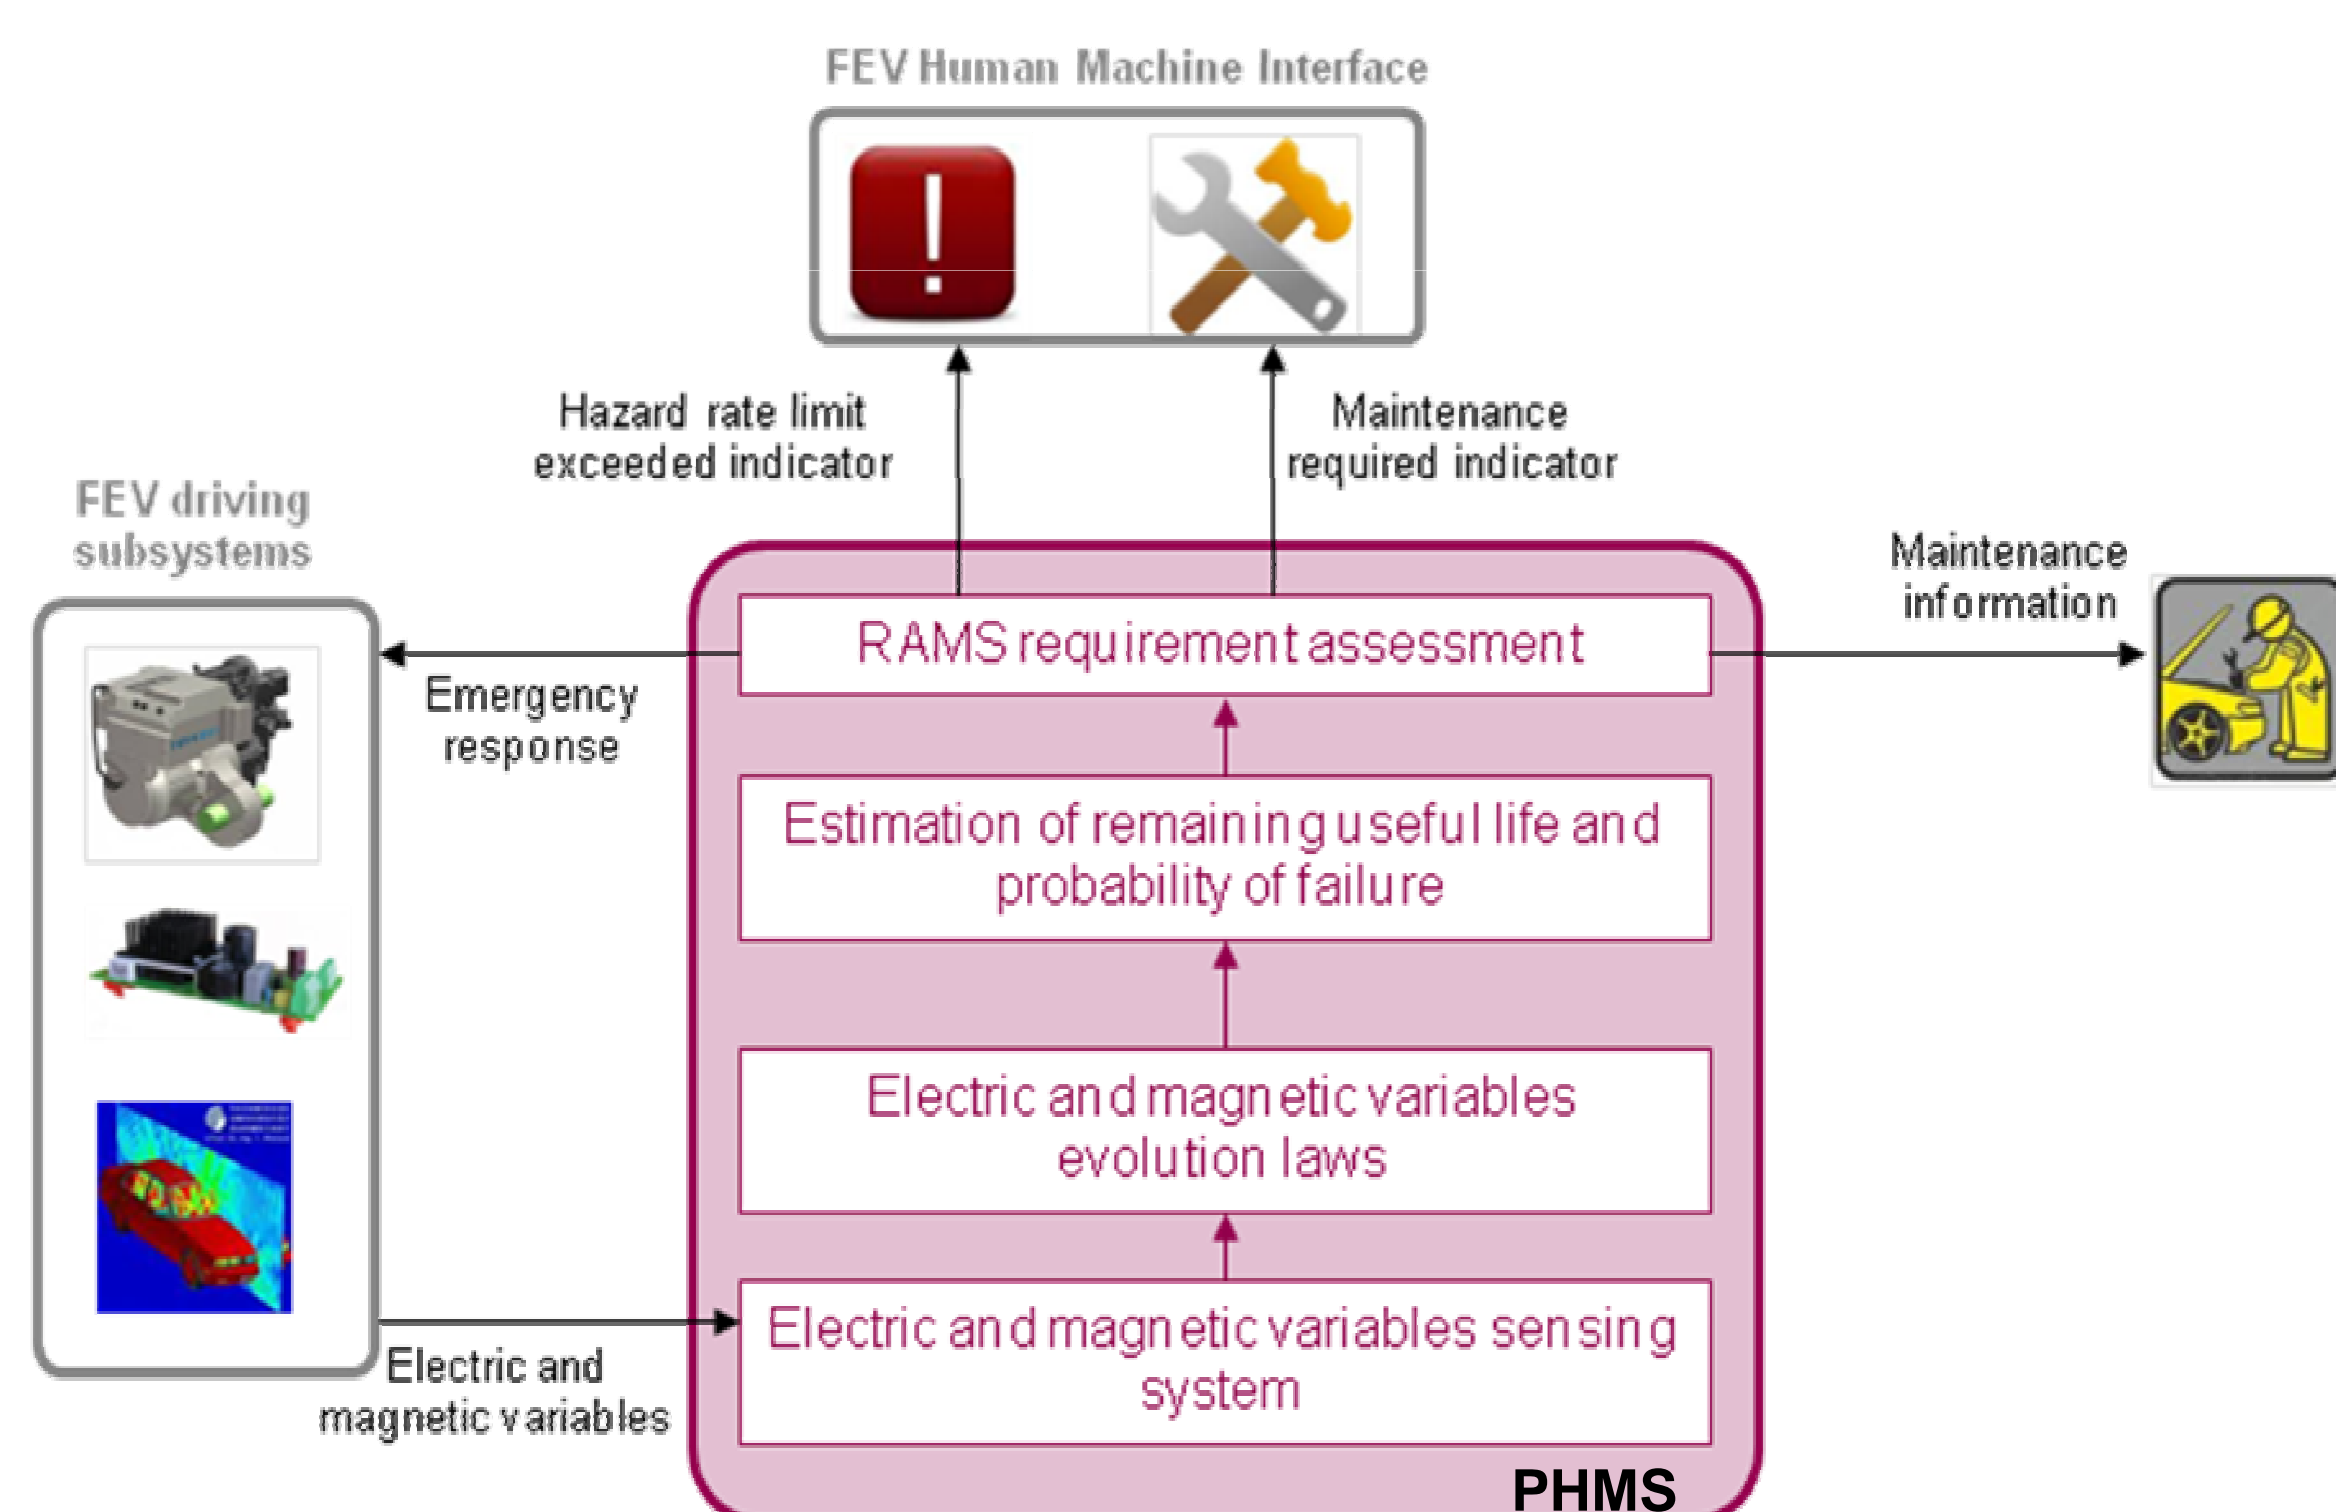 FEV Human Machine Interface
Hazard rate limit
exceeded indicator
Maintenance
required indicator
FEV driving
subsystems
Maintenance
information
RAMS requirement assessment
Emergency
response
Estimation of remaining useful life and
probability of failure
Electric and magnetic variables
evolution laws
Electric and magnetic variables sensing
system
Electric and
magnetic variables
PHMS